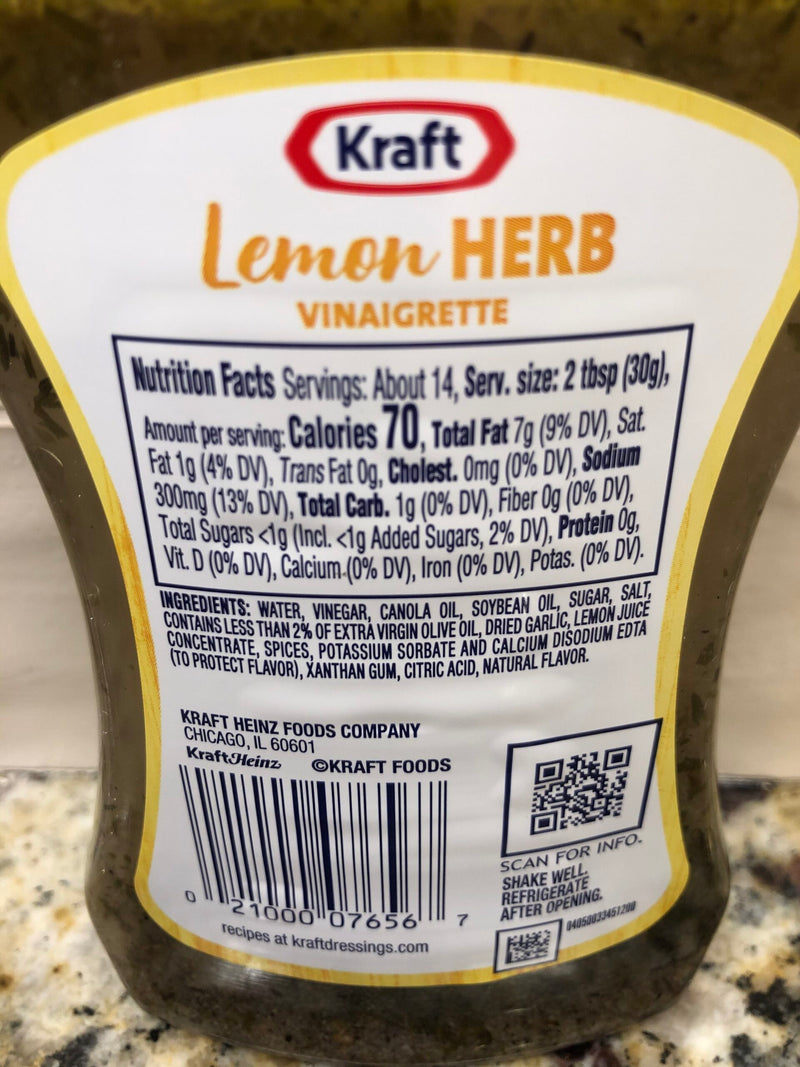 Kraft
Lemon HERB
VINAIGRETTE
Nutrition Facts Servings: About 14, Serv. size: 2 tbsp (30g),
Amount per serving: Calories 70, Total Fat 7g (9% DV), Sat.
Fat 1g (4% DV), Trans Fat 0g, Cholest. 0mg (0% DV), Sodium
300mg (13% DV), Total Carb. 1g (0% DV), Fiber 0g (0% DV),
Total Sugars <1g (Incl. <1g Added Sugars, 2% DV), Protein 0g,
Vit. D (0% DV), Calcium (0% DV), Iron (0% DV), Potas. (0% DV).
INGREDIENTS: WATER, VINEGAR, CANOLA OIL, SOYBEAN OIL, SUGAR, SALT,
CONTAINS LESS THAN 2% OF EXTRA VIRGIN OLIVE OIL, DRIED GARLIC, LEMON JUICE
CONCENTRATE, SPICES, POTASSIUM SORBATE AND CALCIUM DISODIUM EDTA
(TO PROTECT FLAVOR), XANTHAN GUM, CITRIC ACID, NATURAL FLAVOR.
KRAFT HEINZ FOODS COMPANY
CHICAGO, IL 60601
KraftHeinz ©KRAFT FOODS
0 21000 07656 7
recipes at kraftdressings.com
SCAN FOR INFO.
SHAKE WELL.
REFRIGERATE
AFTER OPENING.
04050033451200